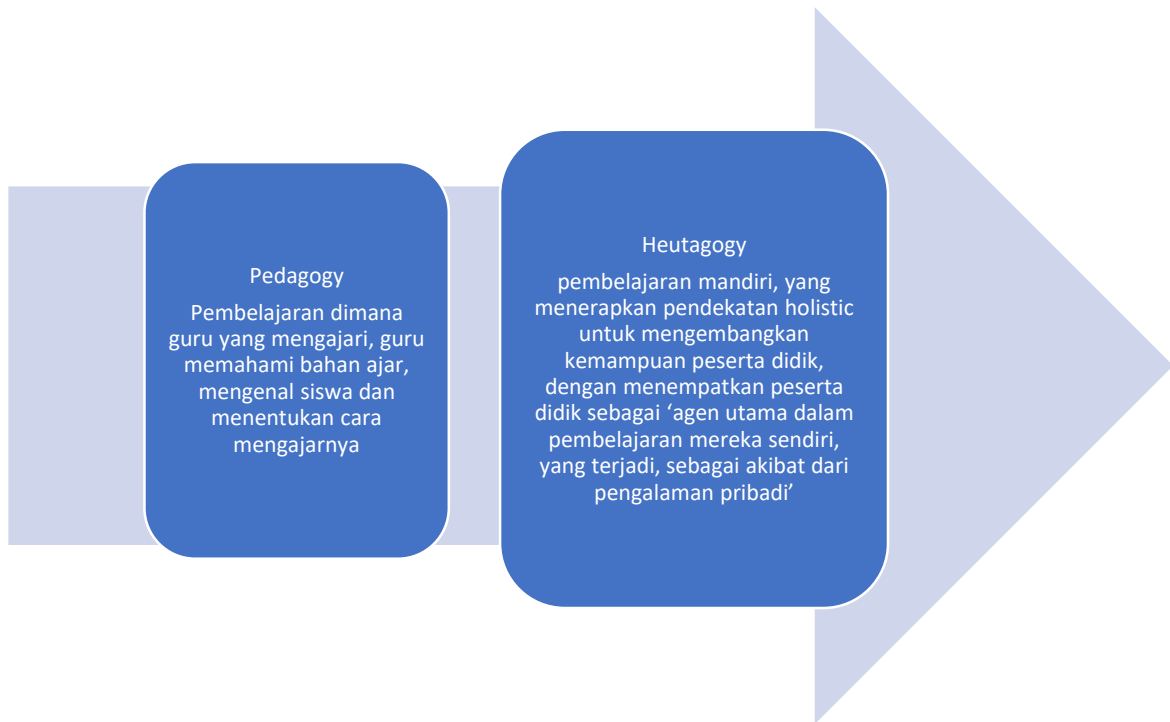 Pedagogy
Pembelajaran dimana
guru yang mengajari, guru
memahami bahan ajar,
mengenal siswa dan
menentukan cara
mengajarnya
Heutagogy
pembelajaran mandiri, yang
menerapkan pendekatan holistic
untuk mengembangkan
kemampuan peserta didik,
dengan menempatkan peserta
didik sebagai ‘agen utama dalam
pembelajaran mereka sendiri,
yang terjadi, sebagai akibat dari
pengalaman pribadi’